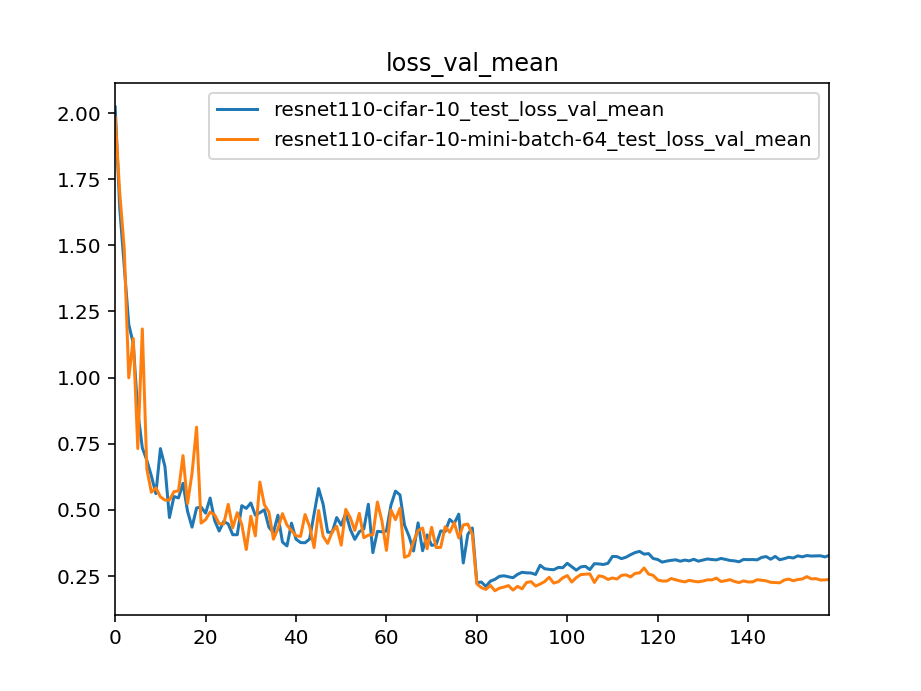 loss_val_mean
resnet110-cifar-10_test_loss_val_mean
resnet110-cifar-10-mini-batch-64_test_loss_val_mean
2.00
1.75
1.50
1.25
1.00
0.75
0.50
0.25
0 20 40 60 80 100 120 140